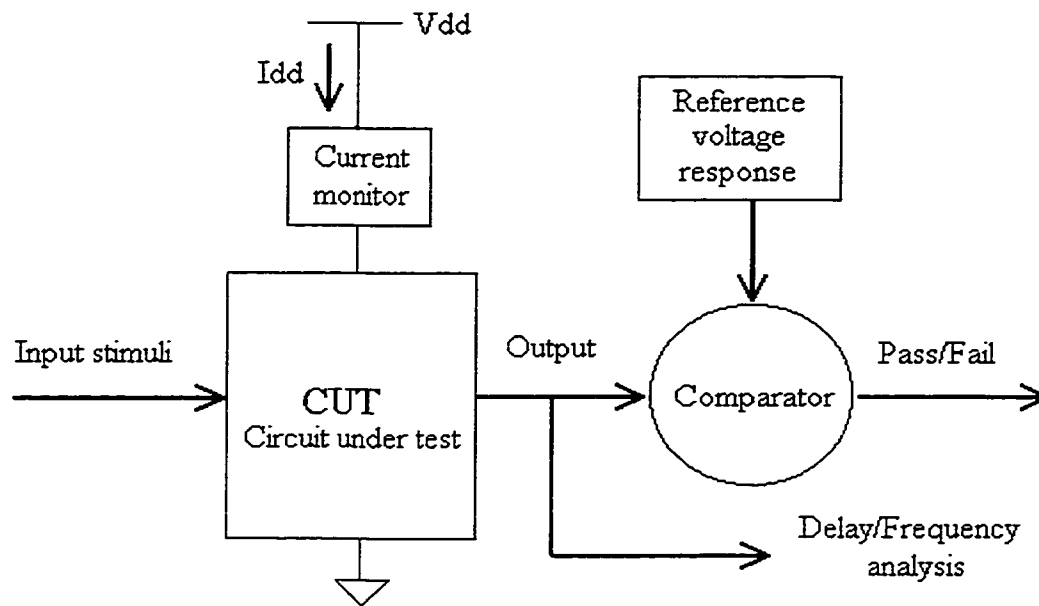 Vdd
Idd
Current
monitor
Reference
voltage
response
Input stimuli
CUT
Circuit under test
Output
Comparator
Pass/Fail
Delay/Frequency
analysis